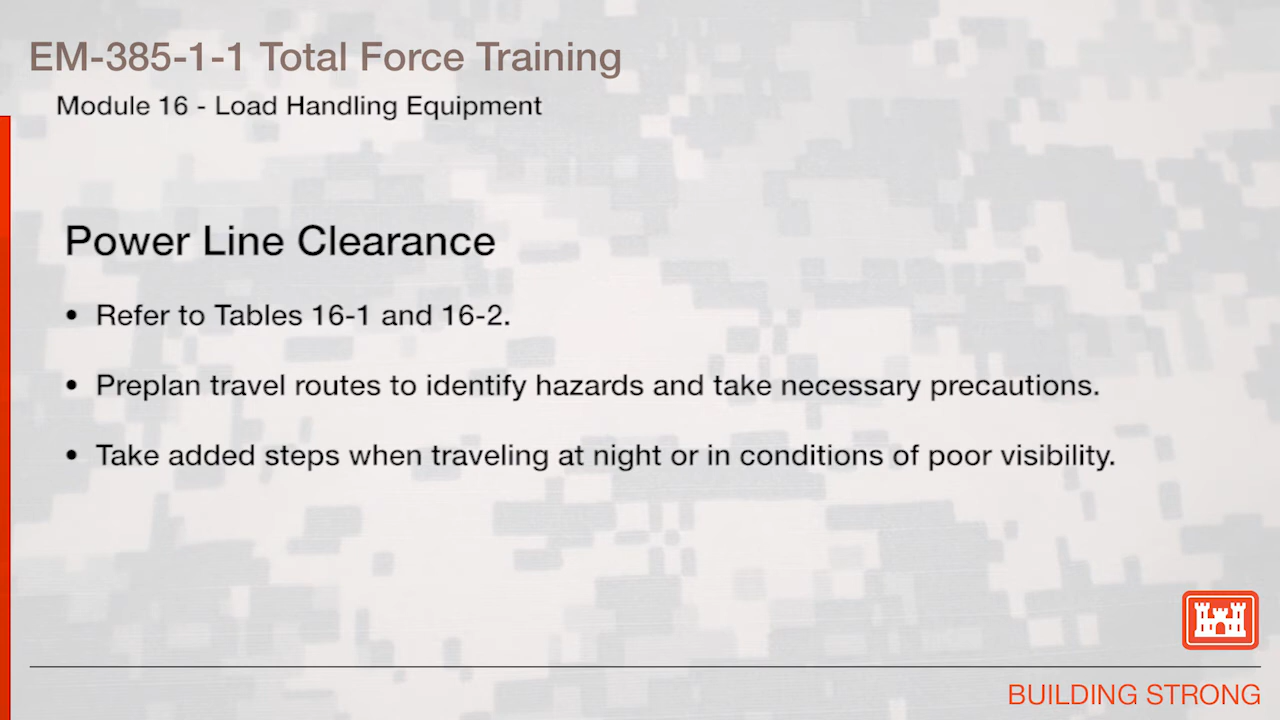 EM-385-1-1 Total Force Training
Module 16 - Load Handling Equipment
Power Line Clearance
• Refer to Tables 16-1 and 16-2.
• Preplan travel routes to identify hazards and take necessary precautions.
• Take added steps when traveling at night or in conditions of poor visibility.
BUILDING STRONG